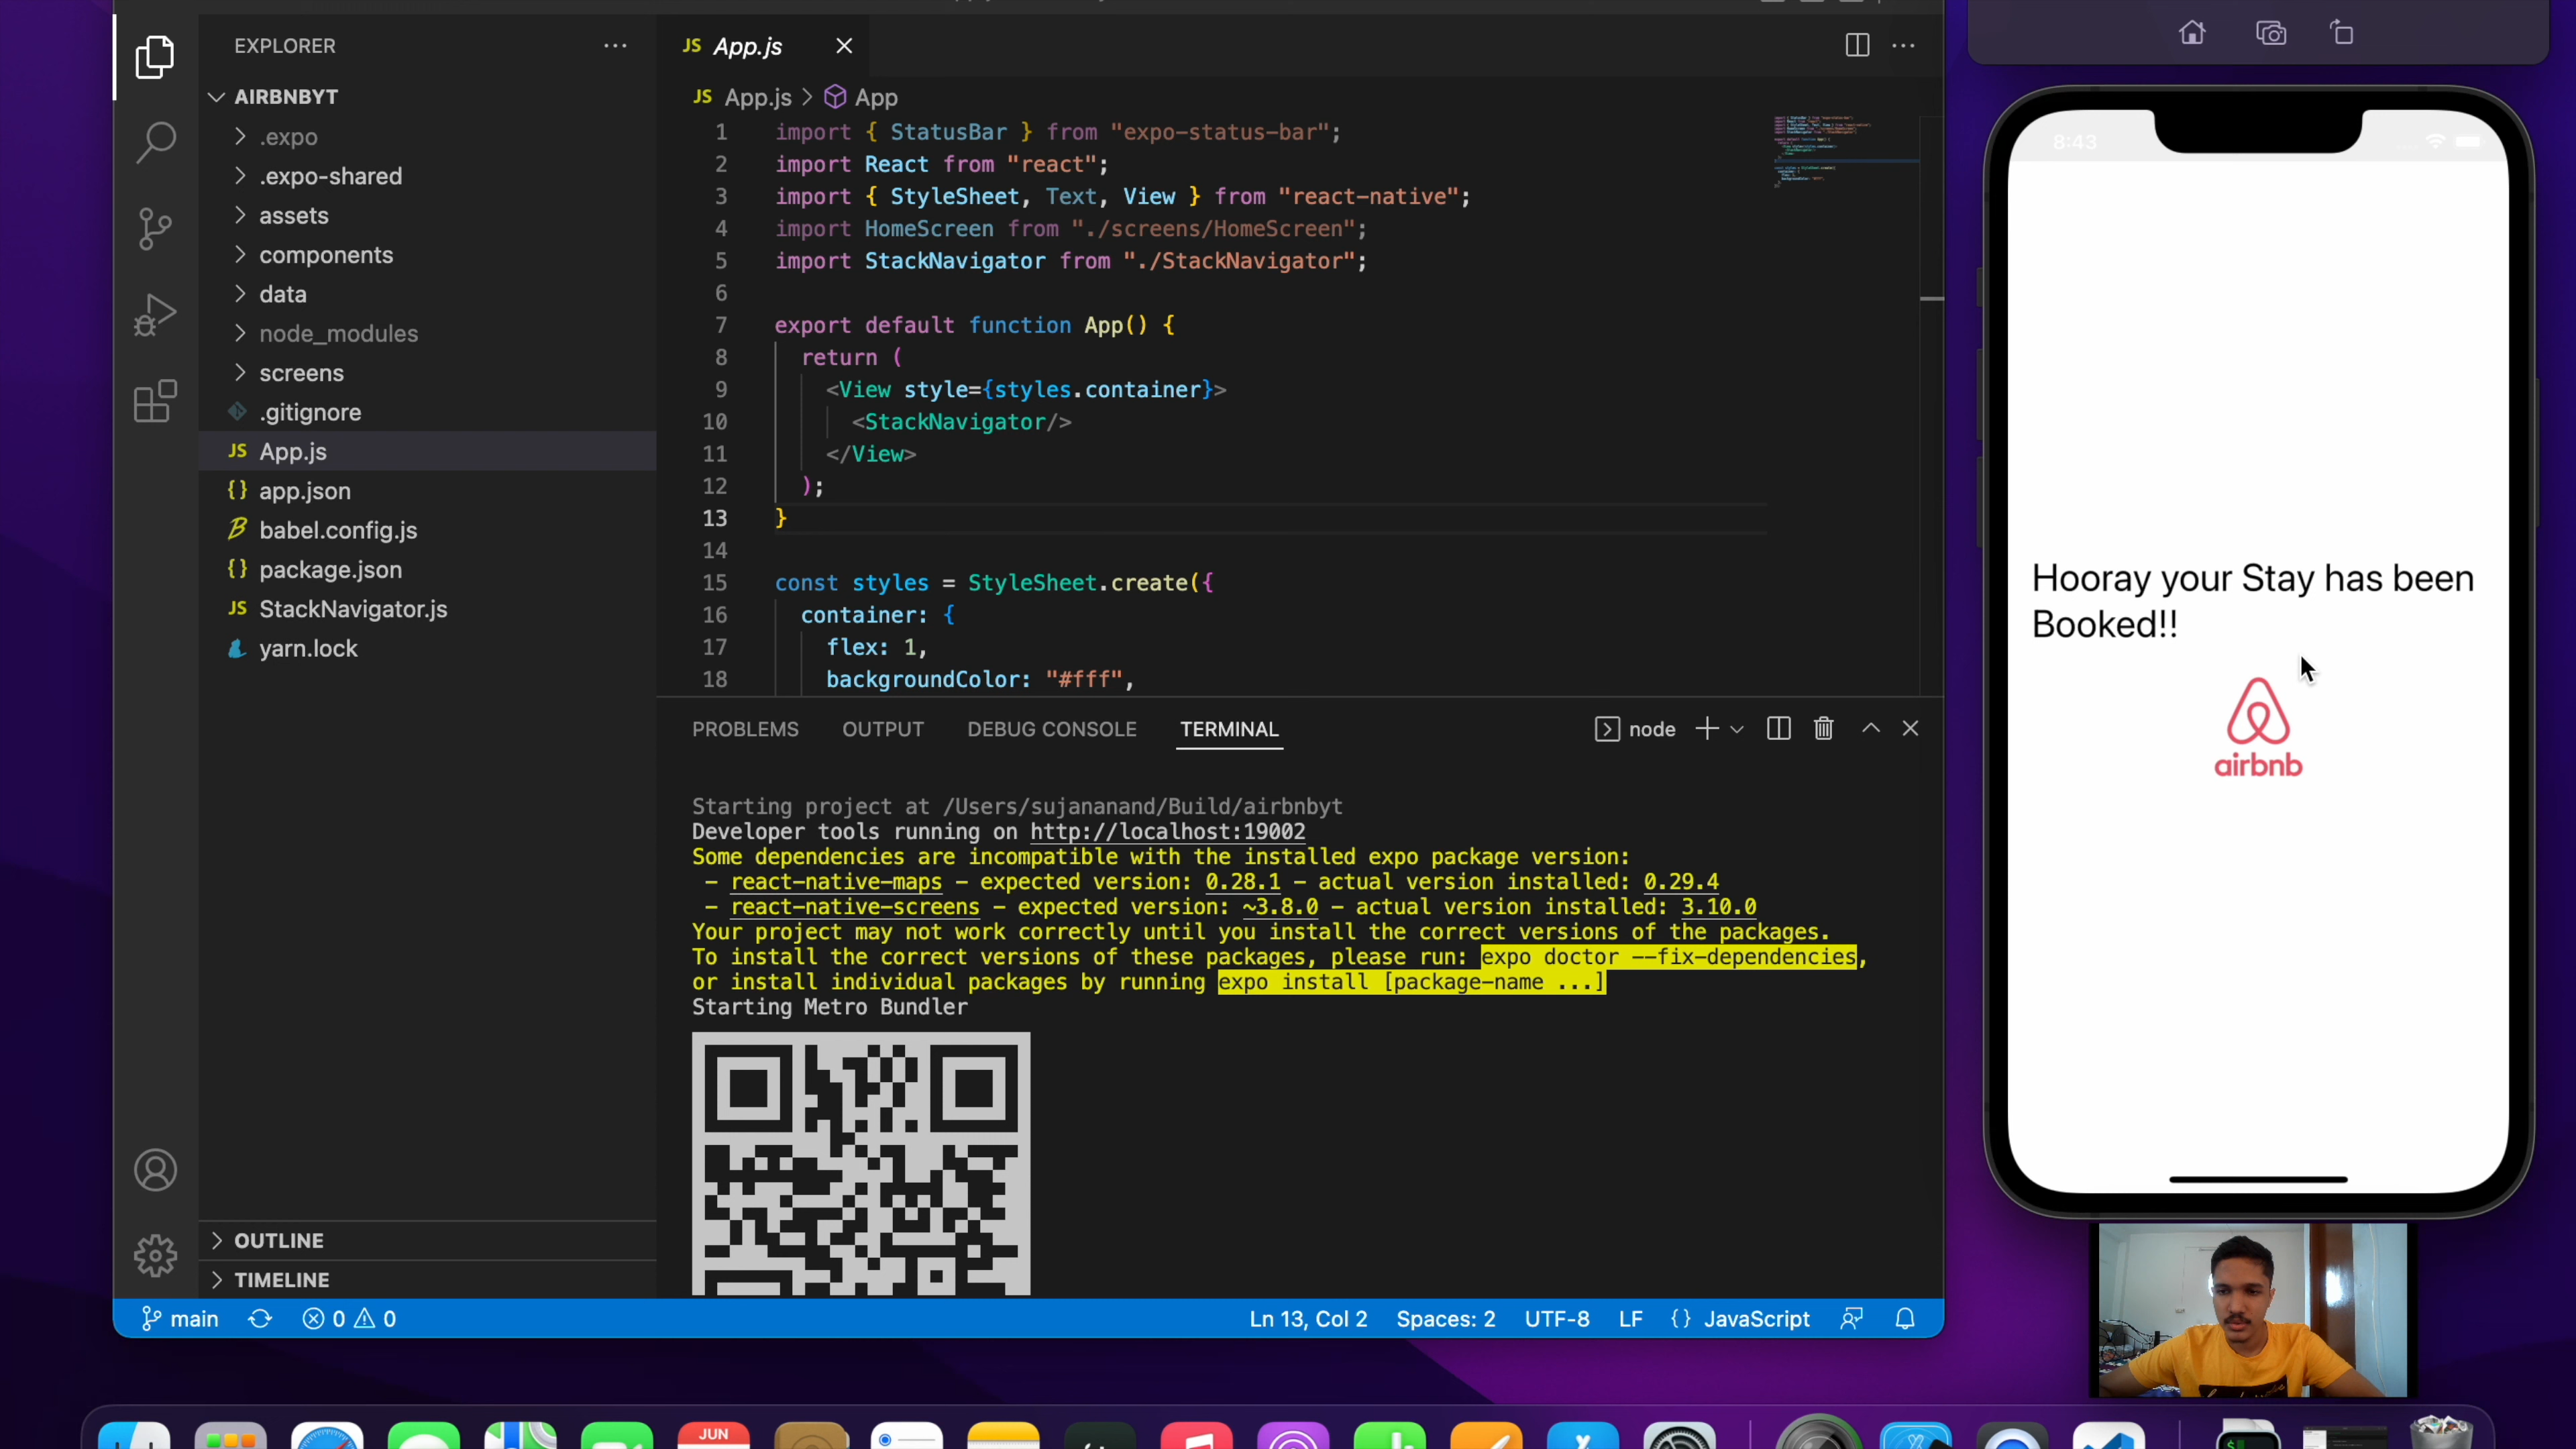 EXPLORER
AIRBNBYT
.expo
.expo-shared
assets
components
data
node_modules
screens
.gitignore
JS App.js
{} app.json
babel.config.js
{} package.json
JS StackNavigator.js
yarn.lock
OUTLINE
TIMELINE
JS App.js
JS App.js > App
1 import { StatusBar } from "expo-status-bar";
2 import React from "react";
3 import { StyleSheet, Text, View } from "react-native";
4 import HomeScreen from "./screens/HomeScreen";
5 import StackNavigator from "./StackNavigator";
6
7 export default function App() {
8 return (
9 <View style={styles.container}>
10 <StackNavigator/>
11 </View>
12 );
13 }
14
15 const styles = StyleSheet.create({
16 container: {
17 flex: 1,
18 backgroundColor: "#fff",
PROBLEMS OUTPUT DEBUG CONSOLE TERMINAL node
Starting project at /Users/sujananand/Build/airbnbyt
Developer tools running on http://localhost:19002
Some dependencies are incompatible with the installed expo package version:
- react-native-maps - expected version: 0.28.1 - actual version installed: 0.29.4
- react-native-screens - expected version: ~3.8.0 - actual version installed: 3.10.0
Your project may not work correctly until you install the correct versions of the packages.
To install the correct versions of these packages, please run: expo doctor --fix-dependencies,
or install individual packages by running expo install [package-name ...]
Starting Metro Bundler
main 0 0 Ln 13, Col 2 Spaces: 2 UTF-8 LF {} JavaScript
8:43
Hooray your Stay has been
Booked!!
airbnb
JUN